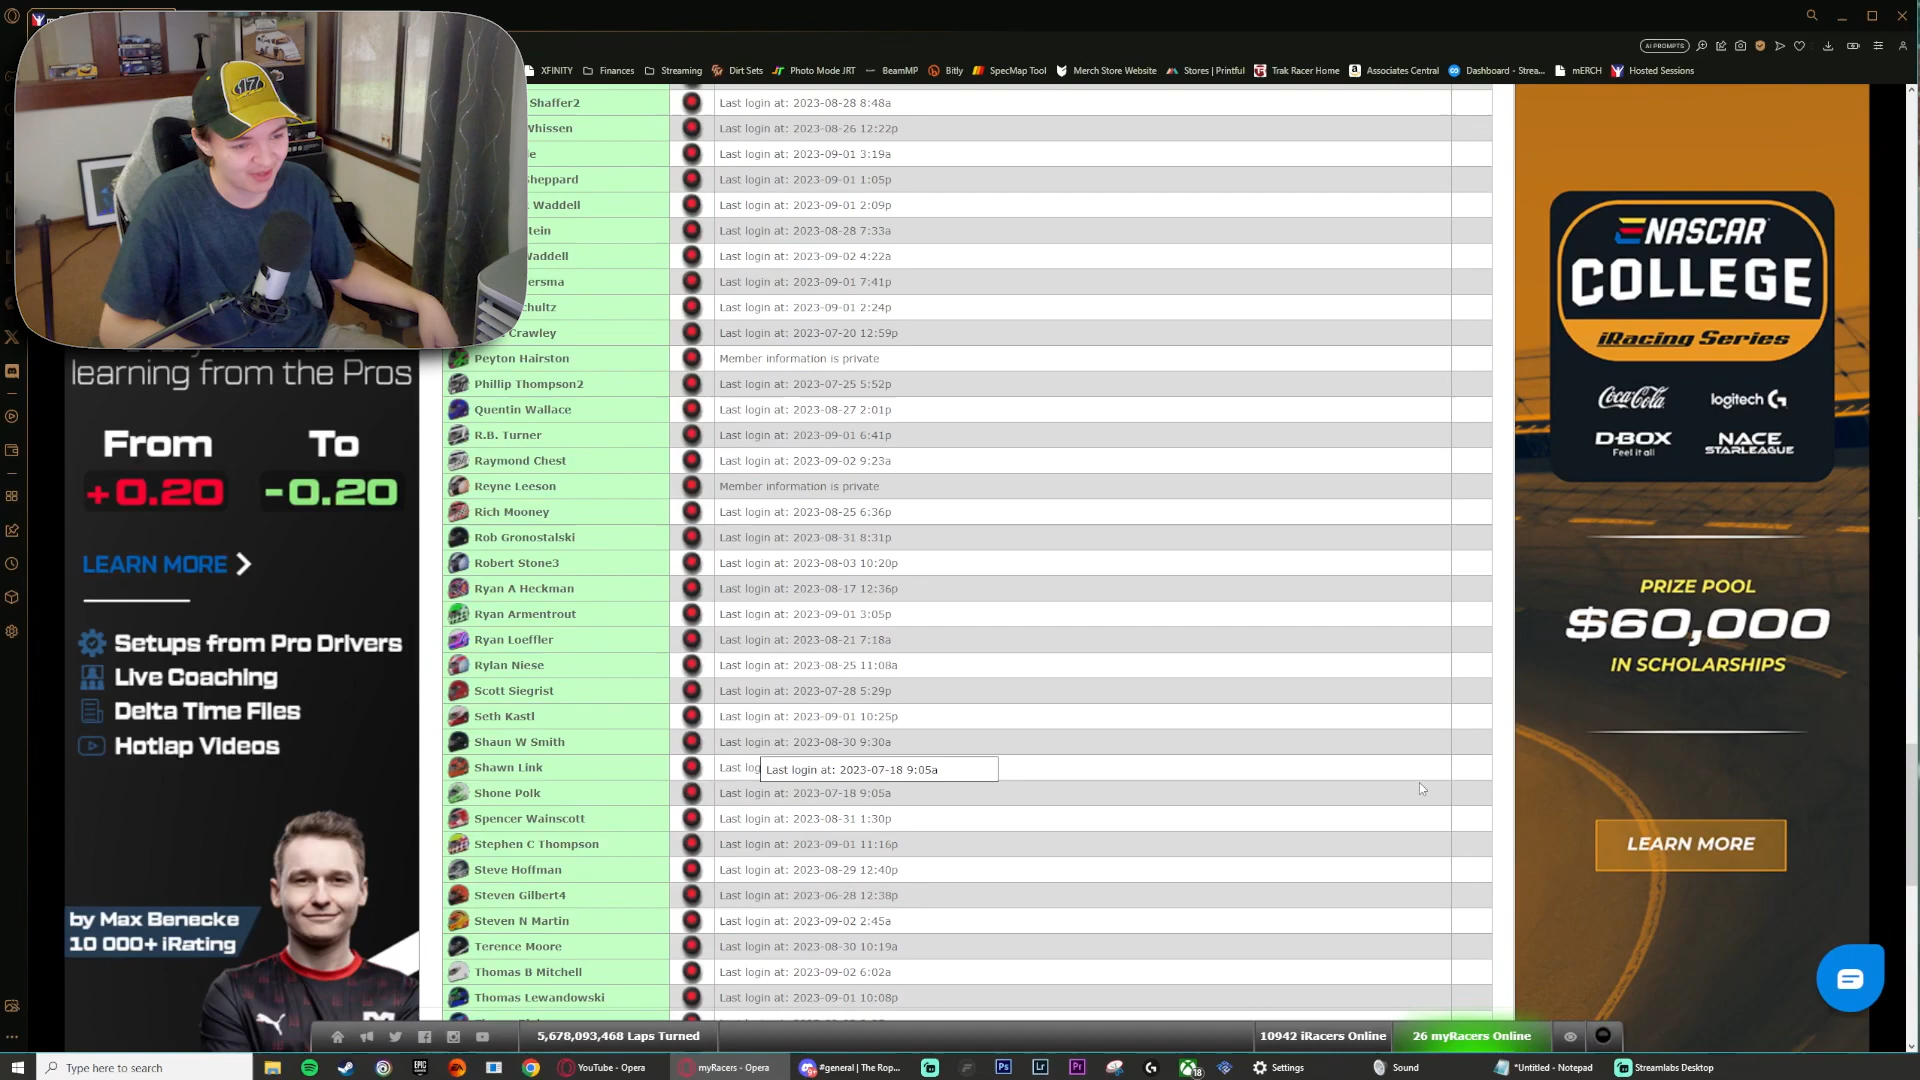 AI PROMPTS
XFINITY
Finances
Streaming
Dirt Sets
Photo Mode JRT
BeamMP
Bitly
SpecMap Tool
Merch Store Website
Stores | Printful
Trak Racer Home
Associates Central
Dashboard - Strea...
mERCH
Hosted Sessions
17
Shaffer2 Last login at: 2023-08-28 8:48a
Whissen Last login at: 2023-08-26 12:22p
Last login at: 2023-09-01 3:19a
Sheppard Last login at: 2023-09-01 1:05p
Waddell Last login at: 2023-09-01 2:09p
Last login at: 2023-08-28 7:33a
Waddell Last login at: 2023-09-02 4:22a
Last login at: 2023-09-01 7:41p
Last login at: 2023-09-01 2:24p
Crawley Last login at: 2023-07-20 12:59p
Peyton Hairston Member information is private
Phillip Thompson2 Last login at: 2023-07-25 5:52p
Quentin Wallace Last login at: 2023-08-27 2:01p
R.B. Turner Last login at: 2023-09-01 6:41p
Raymond Chest Last login at: 2023-09-02 9:23a
Reyne Leeson Member information is private
Rich Mooney Last login at: 2023-08-25 6:36p
Rob Gronostalski Last login at: 2023-08-31 8:31p
Robert Stone3 Last login at: 2023-08-03 10:20p
Ryan A Heckman Last login at: 2023-08-17 12:36p
Ryan Armentrout Last login at: 2023-09-01 3:05p
Ryan Loeffler Last login at: 2023-08-21 7:18a
Rylan Niese Last login at: 2023-08-25 11:08a
Scott Siegrist Last login at: 2023-07-28 5:29p
Seth Kastl Last login at: 2023-09-01 10:25p
Shaun W Smith Last login at: 2023-08-30 9:30a
Shawn Link Last log
Last login at: 2023-07-18 9:05a
Shone Polk Last login at: 2023-07-18 9:05a
Spencer Wainscott Last login at: 2023-08-31 1:30p
Stephen C Thompson Last login at: 2023-09-01 11:16p
Steve Hoffman Last login at: 2023-08-29 12:40p
Steven Gilbert4 Last login at: 2023-06-28 12:38p
Steven N Martin Last login at: 2023-09-02 2:45a
Terence Moore Last login at: 2023-08-30 10:19a
Thomas B Mitchell Last login at: 2023-09-02 6:02a
Thomas Lewandowski Last login at: 2023-09-01 10:08p
learning from the Pros
From To
+0.20 -0.20
LEARN MORE
Setups from Pro Drivers
Live Coaching
Delta Time Files
Hotlap Videos
by Max Benecke
10 000+ iRating
NASCAR
COLLEGE
iRacing Series
Coca-Cola logitech G
D-BOX NACE
Feel it all STARLEAGUE
PRIZE POOL
$60,000
IN SCHOLARSHIPS
LEARN MORE
5,678,093,468 Laps Turned
10942 iRacers Online
26 myRacers Online
Type here to search
EPIC
YouTube - Opera
myRacers - Opera
#general | The Rop...
Ps
Lr
Pr
18
Settings
Sound
*Untitled - Notepad
Streamlabs Desktop